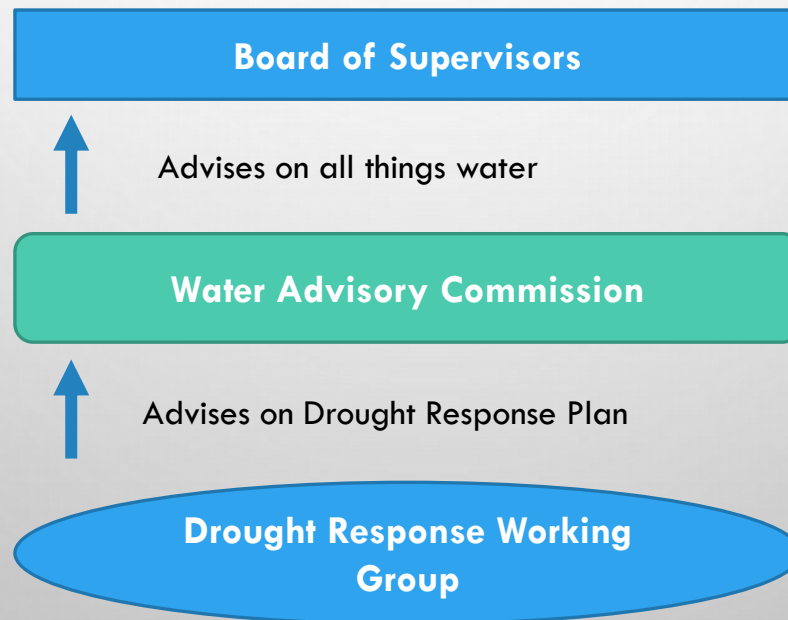 Board of Supervisors
Advises on all things water
Water Advisory Commission
Advises on Drought Response Plan
Drought Response Working
Group